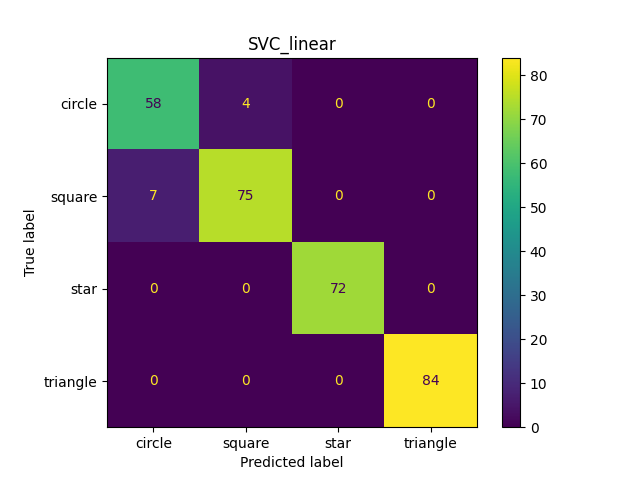 SVC_linear
circle 58 4 0 0
square 7 75 0 0
star 0 0 72 0
triangle 0 0 0 84
circle square star triangle
Predicted label
True label
80
70
60
50
40
30
20
10
0